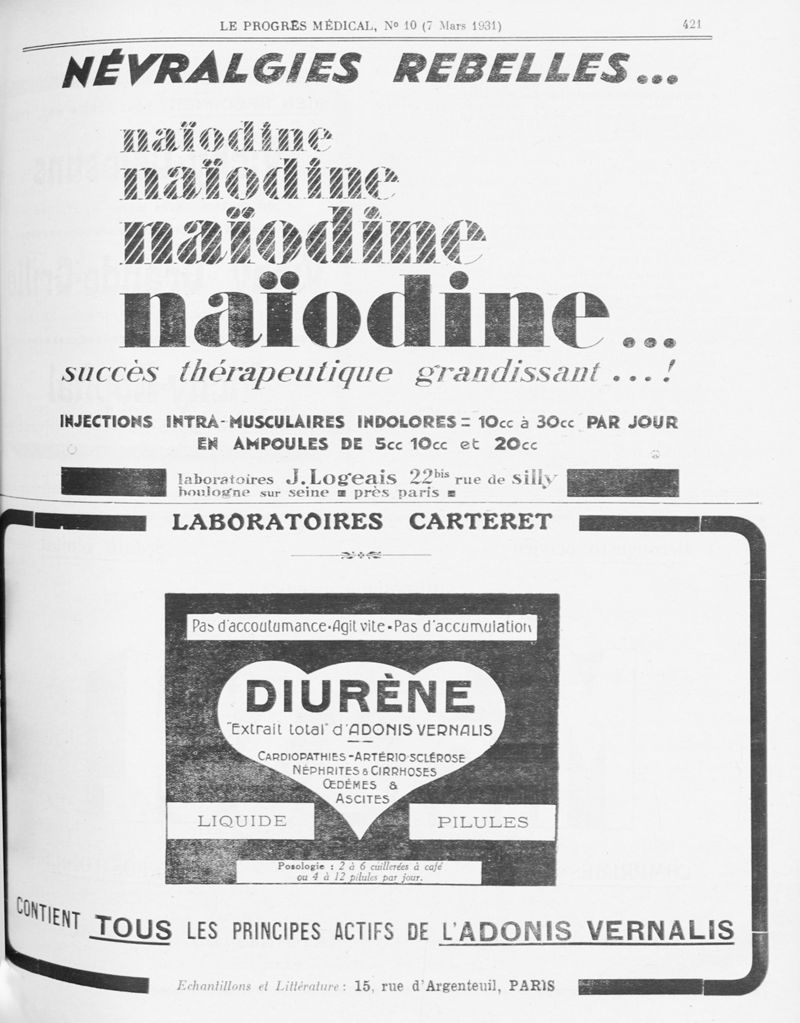 LE PROGRÈS MÉDICAL, No 10 (7 Mars 1931) 421
NÉVRALGIES REBELLES...
naïodine
naïodine
naïodine
naïodine...
succès thérapeutique grandissant...!
INJECTIONS INTRA-MUSCULAIRES INDOLORES = 10cc à 30cc PAR JOUR
EN AMPOULES DE 5cc 10cc et 20cc
laboratoires J. Logeais 22bis rue de silly
boulogne sur seine ▪ près paris ▪
LABORATOIRES CARTERET
Pas d'accoutumance • Agit vite • Pas d'accumulation
DIURÈNE
"Extrait total" d'ADONIS VERNALIS
CARDIOPATHIES - ARTÉRIO-SCLÉROSE
NÉPHRITES & CIRRHOSES
ŒDÉMES &
ASCITES
LIQUIDE PILULES
Posologie : 2 à 6 cuillerées à café
ou 4 à 12 pilules par jour.
CONTIENT TOUS LES PRINCIPES ACTIFS DE L'ADONIS VERNALIS
Echantillons et Littérature : 15, rue d'Argenteuil, PARIS